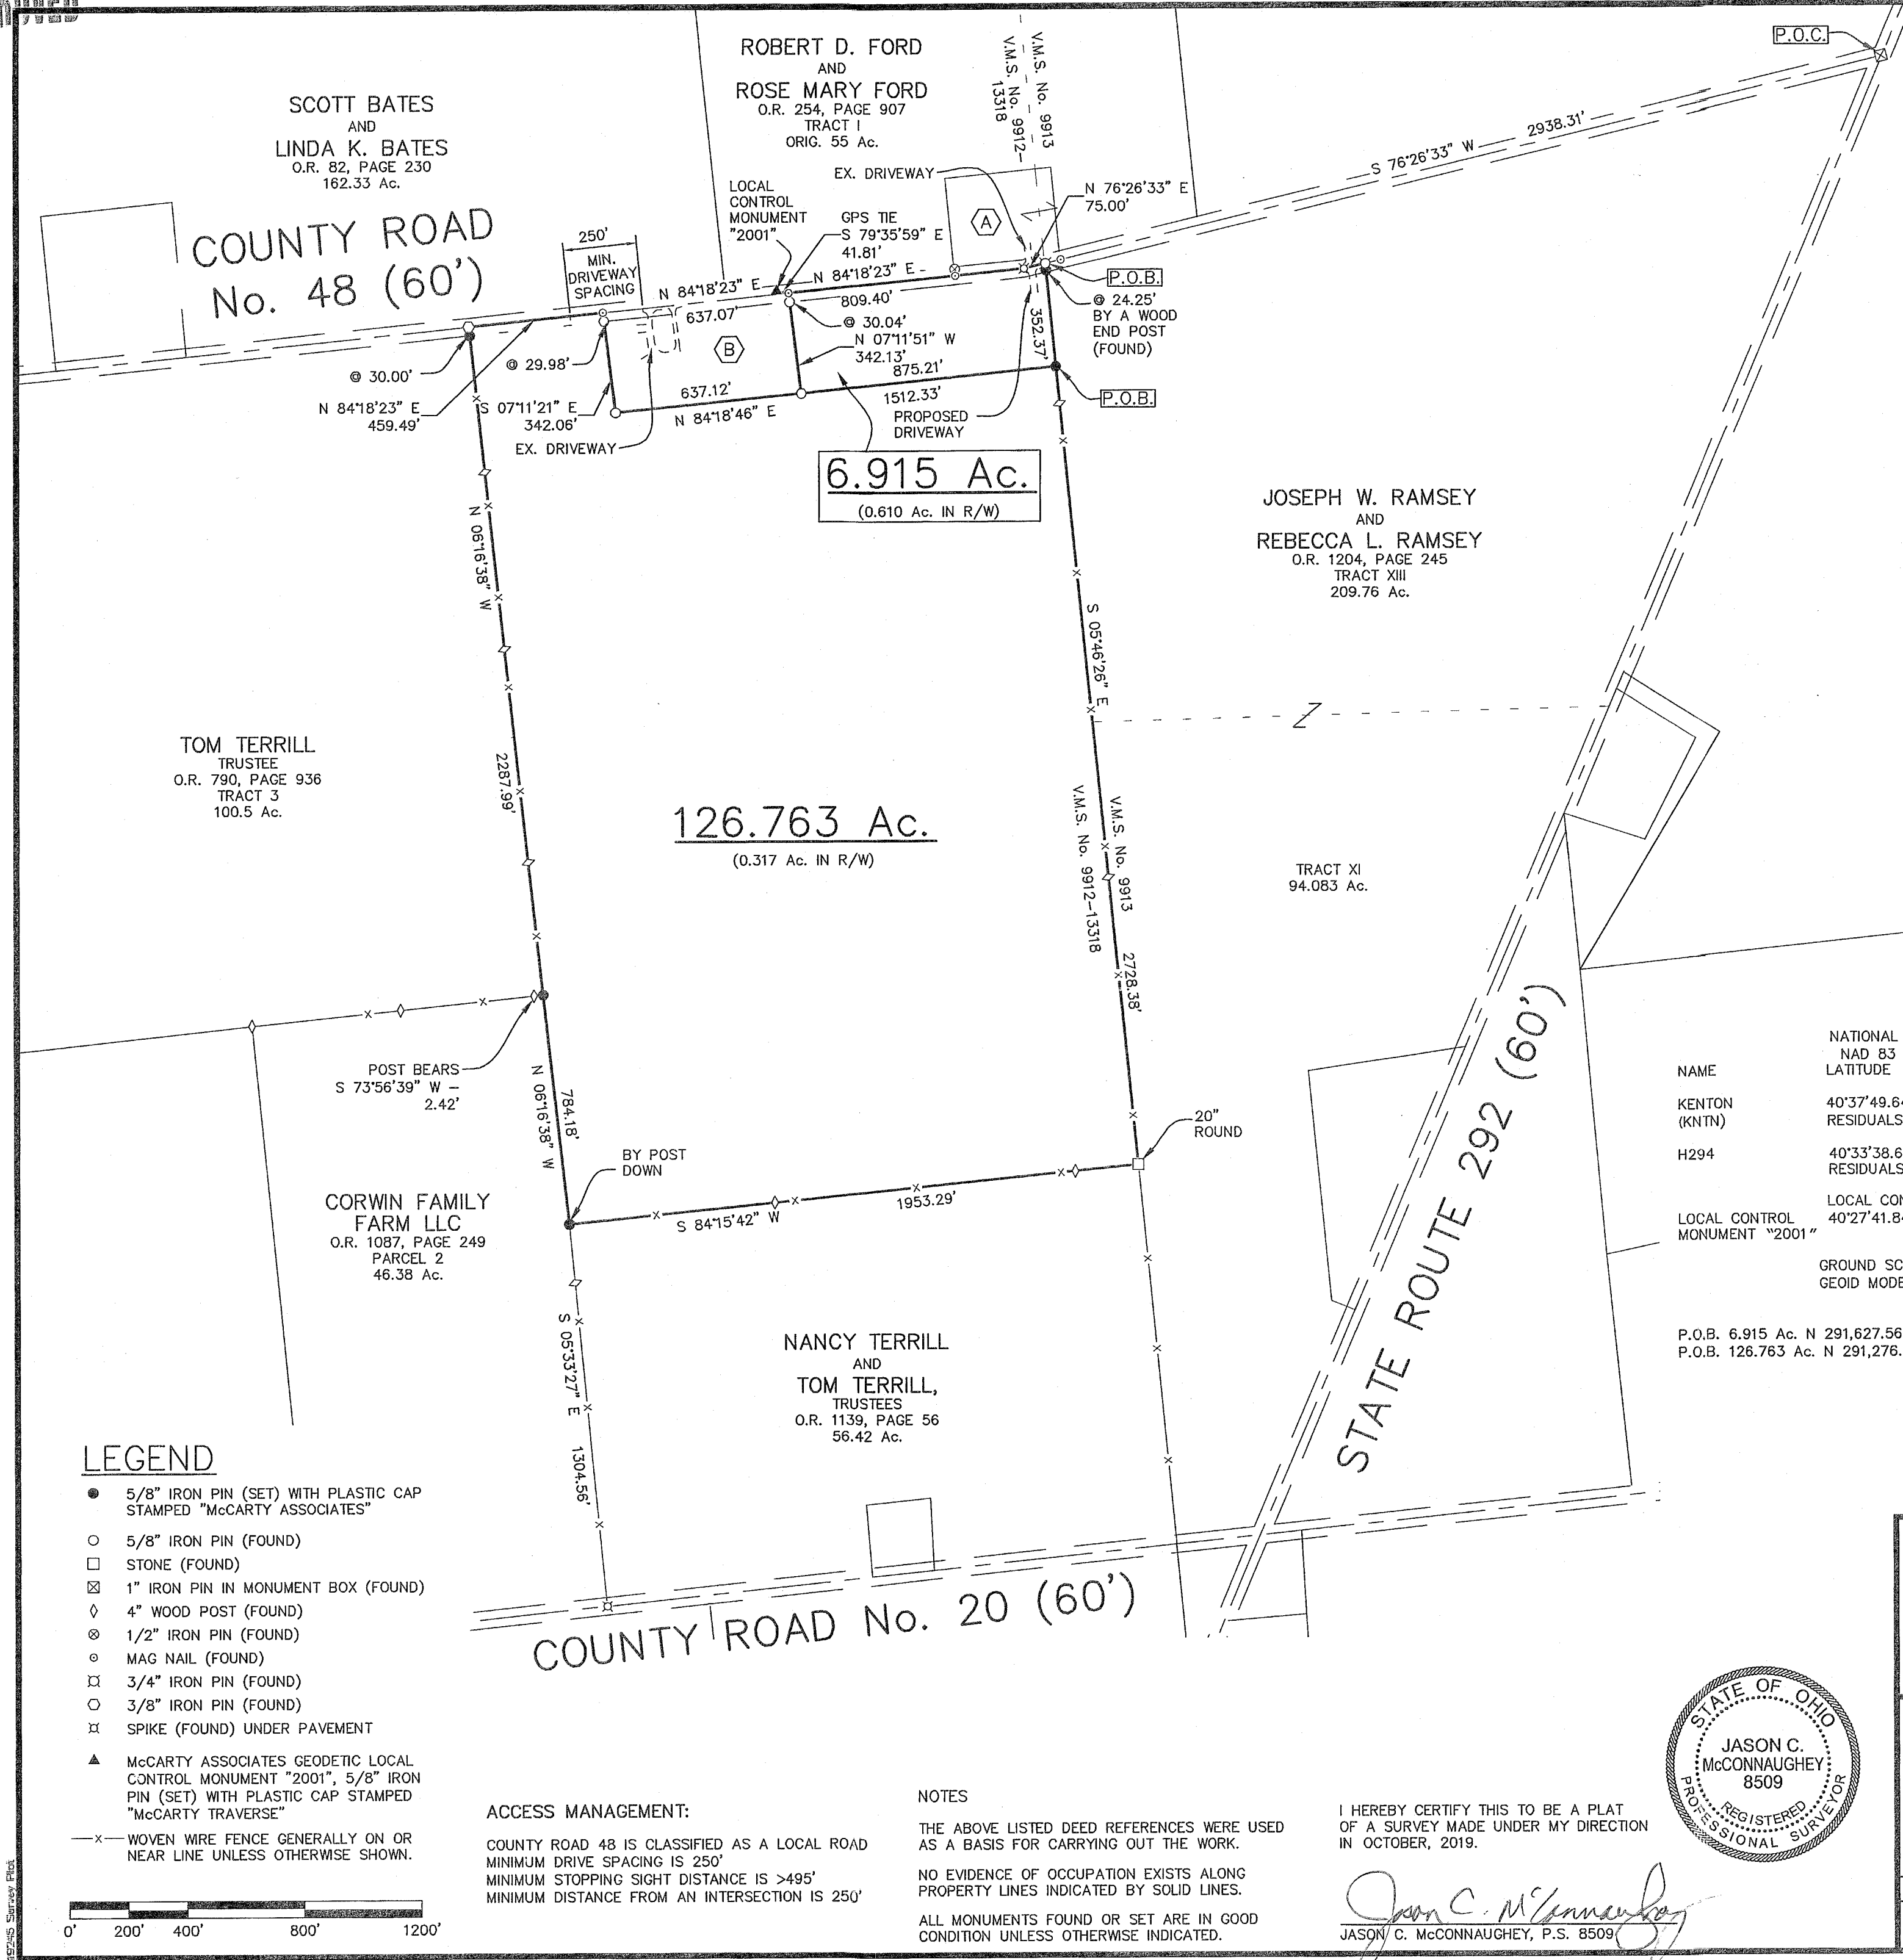 ROBERT D. FORD
AND
ROSE MARY FORD
O.R. 254, PAGE 907
TRACT I
ORIG. 55 Ac.
V.M.S. No. 9913
V.M.S. No. 9912-
13318
P.O.C.
SCOTT BATES
AND
LINDA K. BATES
O.R. 82, PAGE 230
162.33 Ac.
S 76°26'33" W
2938.31'
COUNTY ROAD
No. 48 (60')
250'
MIN.
DRIVEWAY
SPACING
LOCAL
CONTROL
MONUMENT
"2001"
EX. DRIVEWAY
GPS TIE
S 79°35'59" E
41.81'
A
N 76°26'33" E
75.00'
N 84°18'23" E
N 84°18'23" E
637.07'
809.40'
P.O.B.
@ 24.25'
BY A WOOD
END POST
(FOUND)
352.37'
@ 30.04'
N 07°11'51" W
342.13'
B
875.21'
@ 30.00'
@ 29.98'
N 84°18'23" E
459.49'
S 07°11'21" E
342.06'
637.12'
N 84°18'46" E
1512.33'
P.O.B.
EX. DRIVEWAY
PROPOSED
DRIVEWAY
6.915 Ac.
(0.610 Ac. IN R/W)
N 06°16'38" W
2287.99'
S 05°46'26" E
JOSEPH W. RAMSEY
AND
REBECCA L. RAMSEY
O.R. 1204, PAGE 245
TRACT XIII
209.76 Ac.
TOM TERRILL
TRUSTEE
O.R. 790, PAGE 936
TRACT 3
100.5 Ac.
126.763 Ac.
(0.317 Ac. IN R/W)
V.M.S. No. 9913
V.M.S. No. 9912-13318
2728.38'
TRACT XI
94.083 Ac.
STATE ROUTE 292 (60')
POST BEARS
S 73°56'39" W –
2.42'
N 06°16'38" W
784.18'
BY POST
DOWN
20"
ROUND
S 84°15'42" W
1953.29'
CORWIN FAMILY
FARM LLC
O.R. 1087, PAGE 249
PARCEL 2
46.38 Ac.
S 05°33'27" E
1304.56'
NANCY TERRILL
AND
TOM TERRILL,
TRUSTEES
O.R. 1139, PAGE 56
56.42 Ac.
COUNTY ROAD No. 20 (60')
NATIONAL
NAD 83
NAME LATITUDE
KENTON 40°37'49.6
(KNTN) RESIDUALS
H294 40°33'38.6
RESIDUALS
LOCAL CON
LOCAL CONTROL 40°27'41.8
MONUMENT "2001"
GROUND SC
GEOID MODE
P.O.B. 6.915 Ac. N 291,627.56
P.O.B. 126.763 Ac. N 291,276.
LEGEND
5/8" IRON PIN (SET) WITH PLASTIC CAP
STAMPED "McCARTY ASSOCIATES"
5/8" IRON PIN (FOUND)
STONE (FOUND)
1" IRON PIN IN MONUMENT BOX (FOUND)
4" WOOD POST (FOUND)
1/2" IRON PIN (FOUND)
MAG NAIL (FOUND)
3/4" IRON PIN (FOUND)
3/8" IRON PIN (FOUND)
SPIKE (FOUND) UNDER PAVEMENT
McCARTY ASSOCIATES GEODETIC LOCAL
CONTROL MONUMENT "2001", 5/8" IRON
PIN (SET) WITH PLASTIC CAP STAMPED
"McCARTY TRAVERSE"
WOVEN WIRE FENCE GENERALLY ON OR
NEAR LINE UNLESS OTHERWISE SHOWN.
0' 200' 400' 800' 1200'
ACCESS MANAGEMENT:
COUNTY ROAD 48 IS CLASSIFIED AS A LOCAL ROAD
MINIMUM DRIVE SPACING IS 250'
MINIMUM STOPPING SIGHT DISTANCE IS >495'
MINIMUM DISTANCE FROM AN INTERSECTION IS 250'
NOTES
THE ABOVE LISTED DEED REFERENCES WERE USED
AS A BASIS FOR CARRYING OUT THE WORK.
NO EVIDENCE OF OCCUPATION EXISTS ALONG
PROPERTY LINES INDICATED BY SOLID LINES.
ALL MONUMENTS FOUND OR SET ARE IN GOOD
CONDITION UNLESS OTHERWISE INDICATED.
I HEREBY CERTIFY THIS TO BE A PLAT
OF A SURVEY MADE UNDER MY DIRECTION
IN OCTOBER, 2019.
Jason C. McConnaughey
JASON C. McCONNAUGHEY, P.S. 8509
STATE OF OHIO
JASON C.
McCONNAUGHEY
8509
REGISTERED
PROFESSIONAL SURVEYOR
Survey Plat